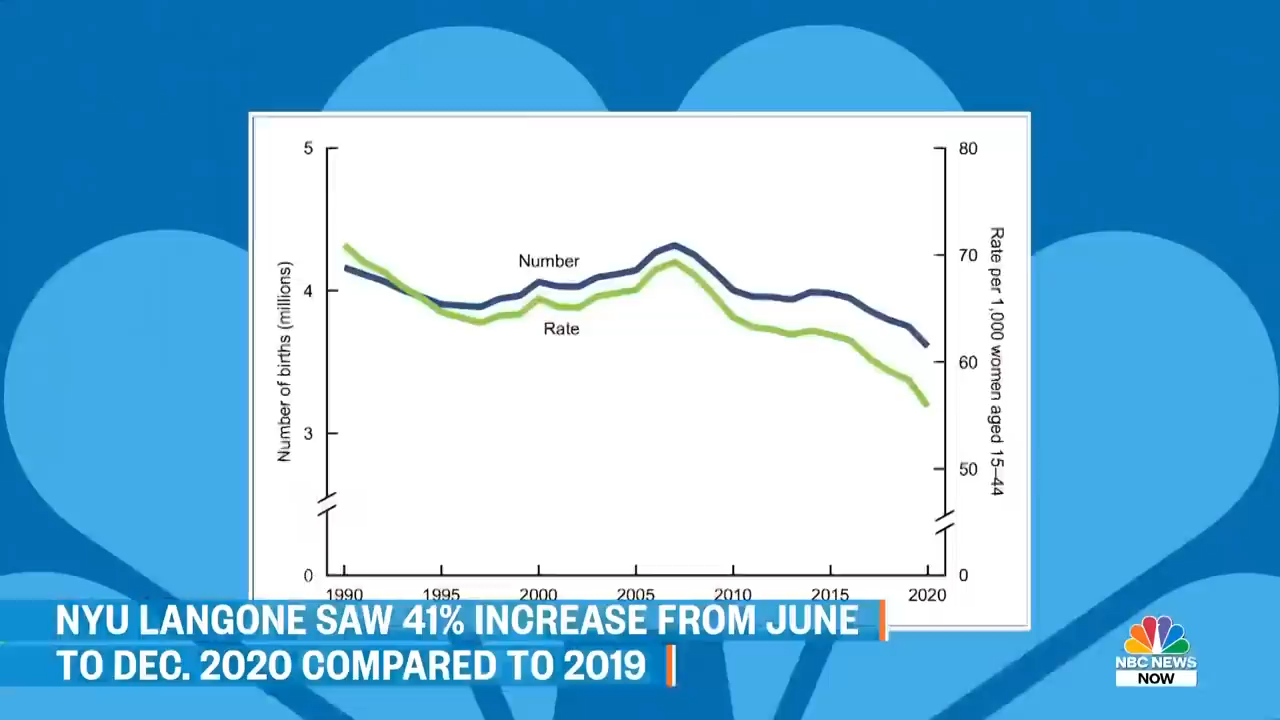 5
4
3
0
Number of births (millions)
Number
Rate
80
70
60
50
0
Rate per 1,000 women aged 15–44
1990 1995 2000 2005 2010 2015 2020
NYU LANGONE SAW 41% INCREASE FROM JUNE
TO DEC. 2020 COMPARED TO 2019
NBC NEWS
NOW